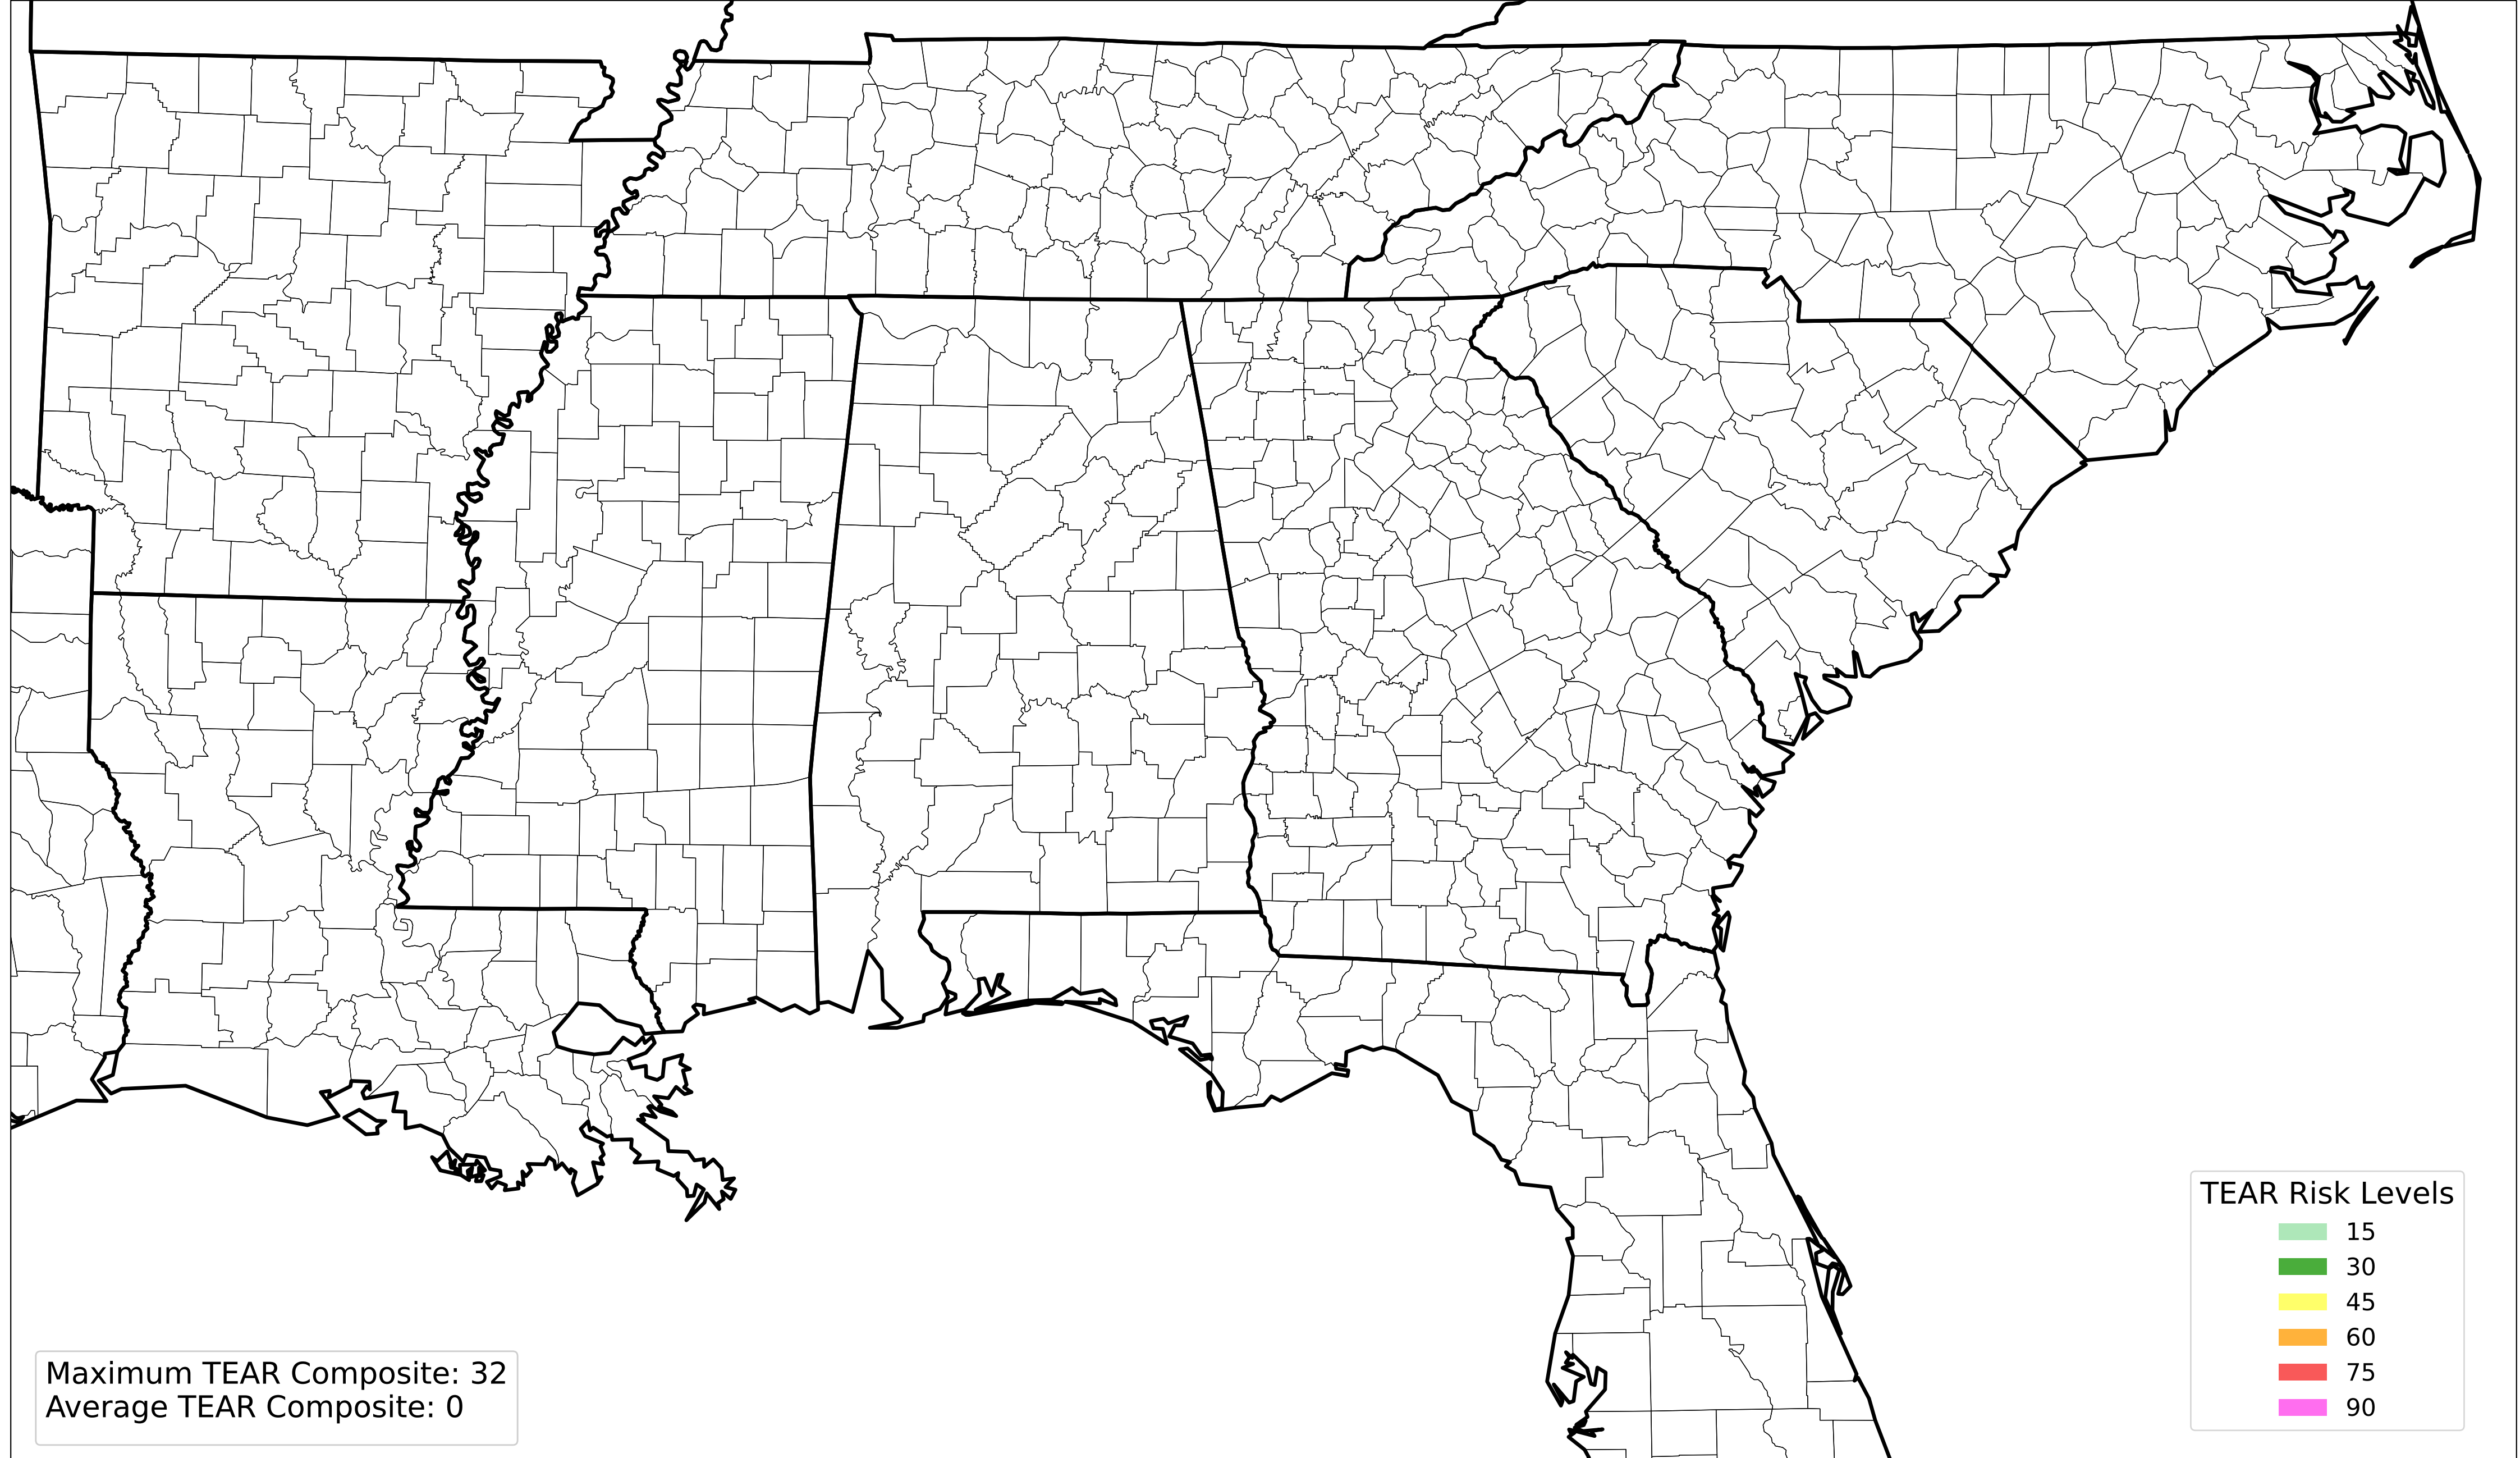 TEAR Risk Levels
15
30
45
60
75
90
Maximum TEAR Composite: 32
Average TEAR Composite: 0